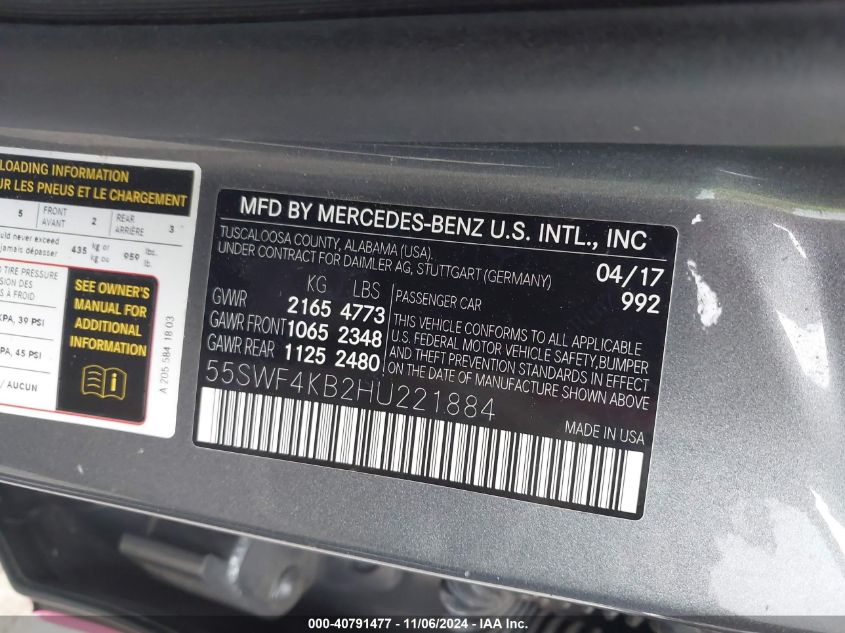 LOADING INFORMATION
UR LES PNEUS ET LE CHARGEMENT
5 FRONT AVANT 2 REAR ARRIÈRE 3
uld never exceed
jamais dépasser 435 kg or kg ou 959 lbs. lb.
TIRE PRESSURE
SION DES
À FROID
KPA, 39 PSI
KPA, 45 PSI
/ AUCUN
SEE OWNER'S
MANUAL FOR
ADDITIONAL
INFORMATION
A 205 584 18 03
MFD BY MERCEDES-BENZ U.S. INTL., INC
TUSCALOOSA COUNTY, ALABAMA (USA).
UNDER CONTRACT FOR DAIMLER AG, STUTTGART (GERMANY)
04/17
992
KG LBS
GVWR 2165 4773
GAWR FRONT 1065 2348
GAWR REAR 1125 2480
PASSENGER CAR
THIS VEHICLE CONFORMS TO ALL APPLICABLE
U.S. FEDERAL MOTOR VEHICLE SAFETY, BUMPER
AND THEFT PREVENTION STANDARDS IN EFFECT
ON THE DATE OF MANUFACTURE SHOWN ABOVE
55SWF4KB2HU221884
MADE IN USA
000-40791477 - 11/06/2024 - IAA Inc.